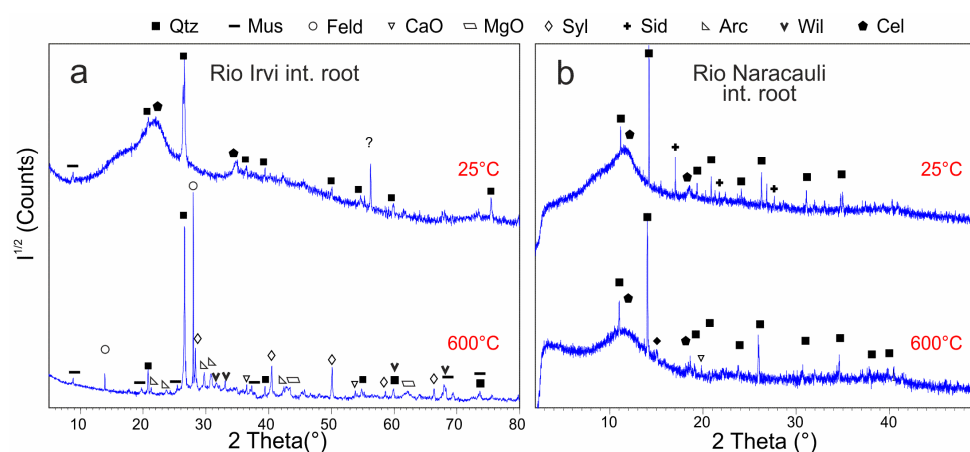 Qtz Mus Feld CaO MgO Syl Sid Arc Wil Cel
a
Rio Irvi int. root
?
25°C
600°C
I1/2 (Counts)
10 20 30 40 50 60 70 80
2 Theta(°)
b
Rio Naracauli
int. root
25°C
600°C
10 20 30 40
2 Theta (°)